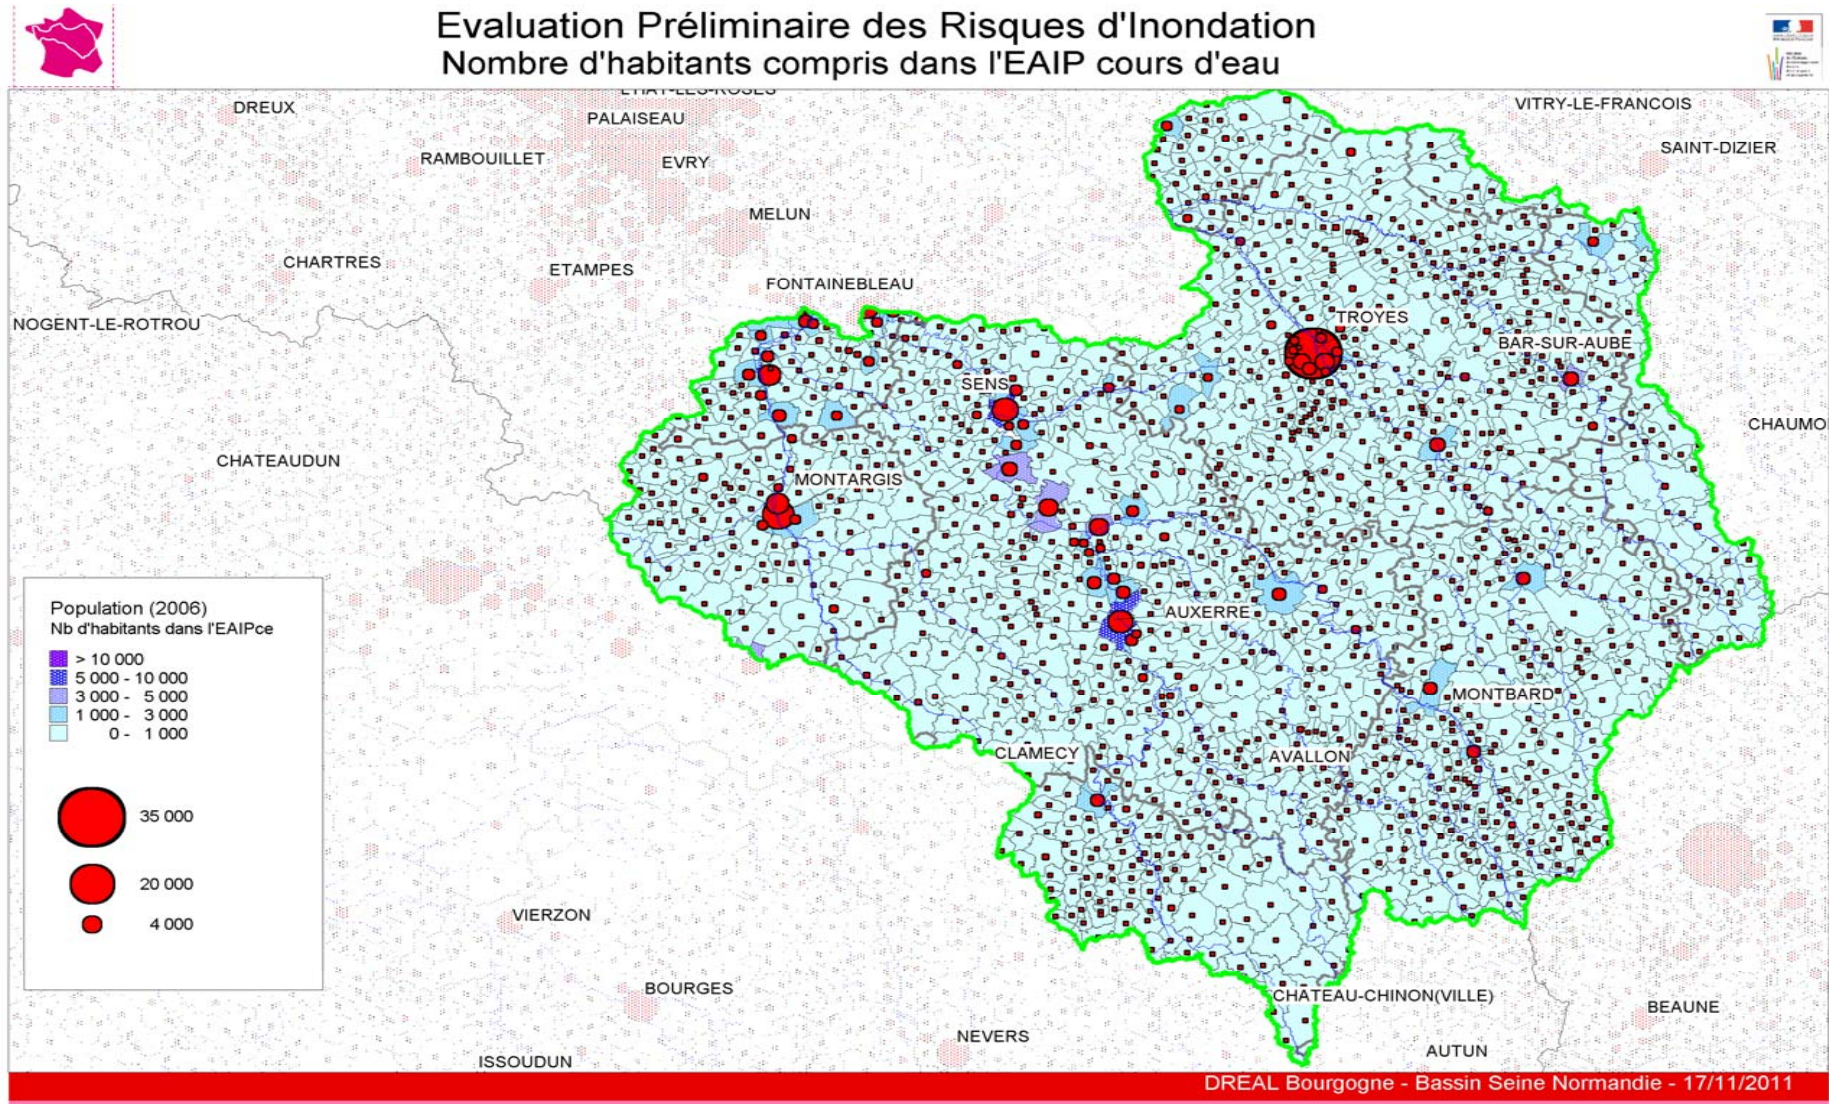 Evaluation Préliminaire des Risques d'Inondation
Nombre d'habitants compris dans l'EAIP cours d'eau
DREUX
PALAISEAU
VITRY-LE-FRANCOIS
RAMBOUILLET
EVRY
SAINT-DIZIER
MELUN
CHARTRES
ETAMPES
FONTAINEBLEAU
NOGENT-LE-ROTROU
TROYES
BAR-SUR-AUBE
SENS
CHAUMO
CHATEAUDUN
MONTARGIS
AUXERRE
MONTBARD
CLAMECY
AVALLON
Population (2006)
Nb d'habitants dans l'EAIPce
> 10 000
5 000 - 10 000
3 000 - 5 000
1 000 - 3 000
0 - 1 000
35 000
20 000
4 000
VIERZON
BOURGES
CHATEAU-CHINON(VILLE)
BEAUNE
NEVERS
AUTUN
ISSOUDUN
DREAL Bourgogne - Bassin Seine Normandie - 17/11/2011